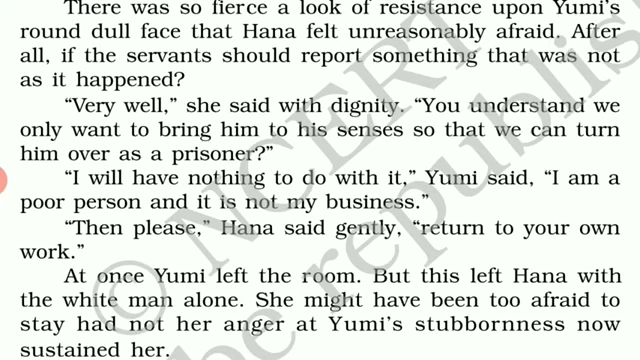 There was so fierce a look of resistance upon Yumi's
round dull face that Hana felt unreasonably afraid. After
all, if the servants should report something that was not
as it happened?
“Very well,” she said with dignity. “You understand we
only want to bring him to his senses so that we can turn
him over as a prisoner?”
“I will have nothing to do with it,” Yumi said, “I am a
poor person and it is not my business.”
“Then please,” Hana said gently, “return to your own
work.”
At once Yumi left the room. But this left Hana with
the white man alone. She might have been too afraid to
stay had not her anger at Yumi's stubbornness now
sustained her.
© NCERT
be republis